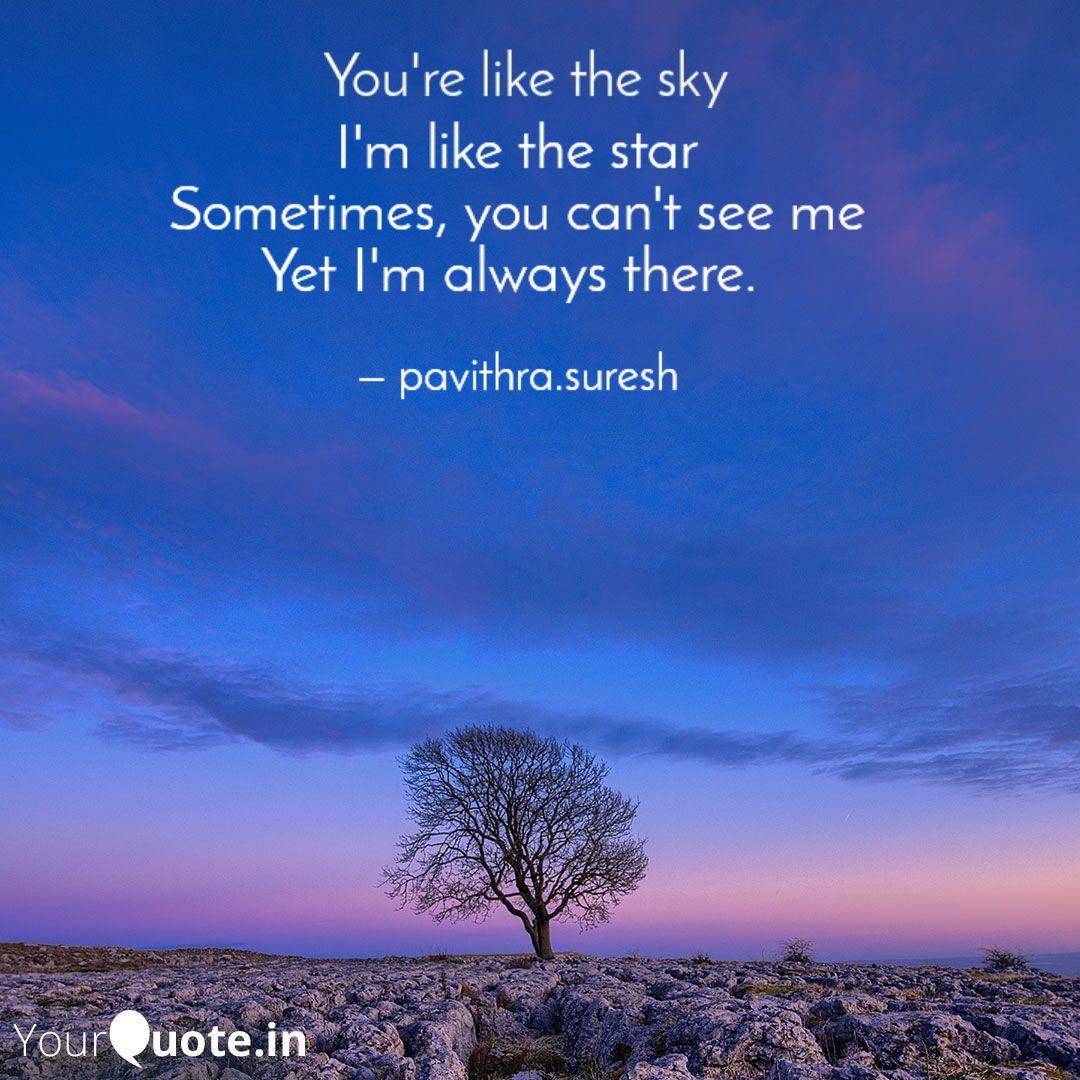 You're like the sky
I'm like the star
Sometimes, you can't see me
Yet I'm always there.
– pavithra.suresh
YourQuote.in